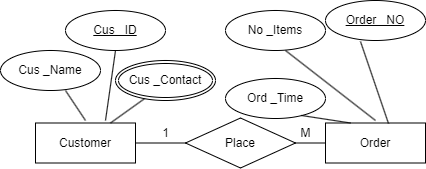 Cus _ID
No _Items
Order _NO
Cus _Name
Cus _Contact
Ord _Time
Customer
1
Place
M
Order